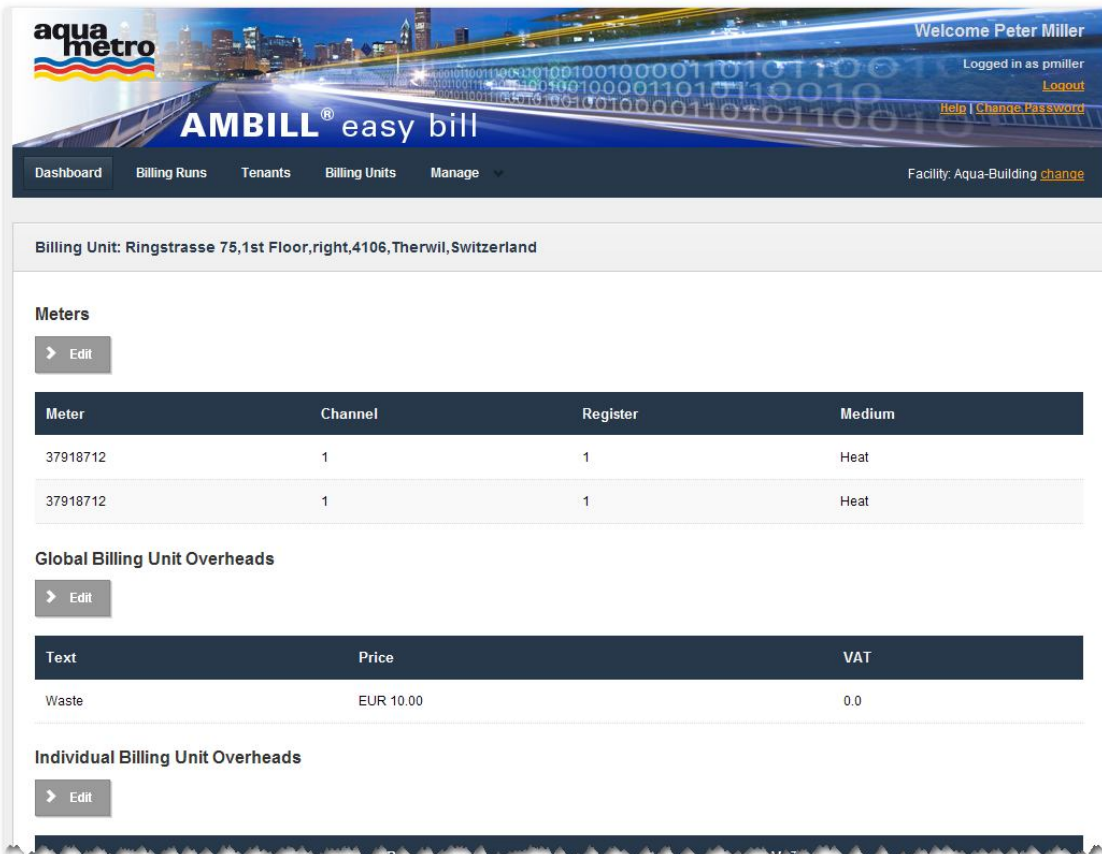 aqua
metro
Welcome Peter Miller
Logged in as pmiller
Logout
Help | Change Password
AMBILL® easy bill
Dashboard Billing Runs Tenants Billing Units Manage Facility: Aqua-Building change
Billing Unit: Ringstrasse 75,1st Floor,right,4106,Therwil,Switzerland
Meters
Edit
Meter Channel Register Medium
37918712 1 1 Heat
37918712 1 1 Heat
Global Billing Unit Overheads
Edit
Text Price VAT
Waste EUR 10.00 0.0
Individual Billing Unit Overheads
Edit